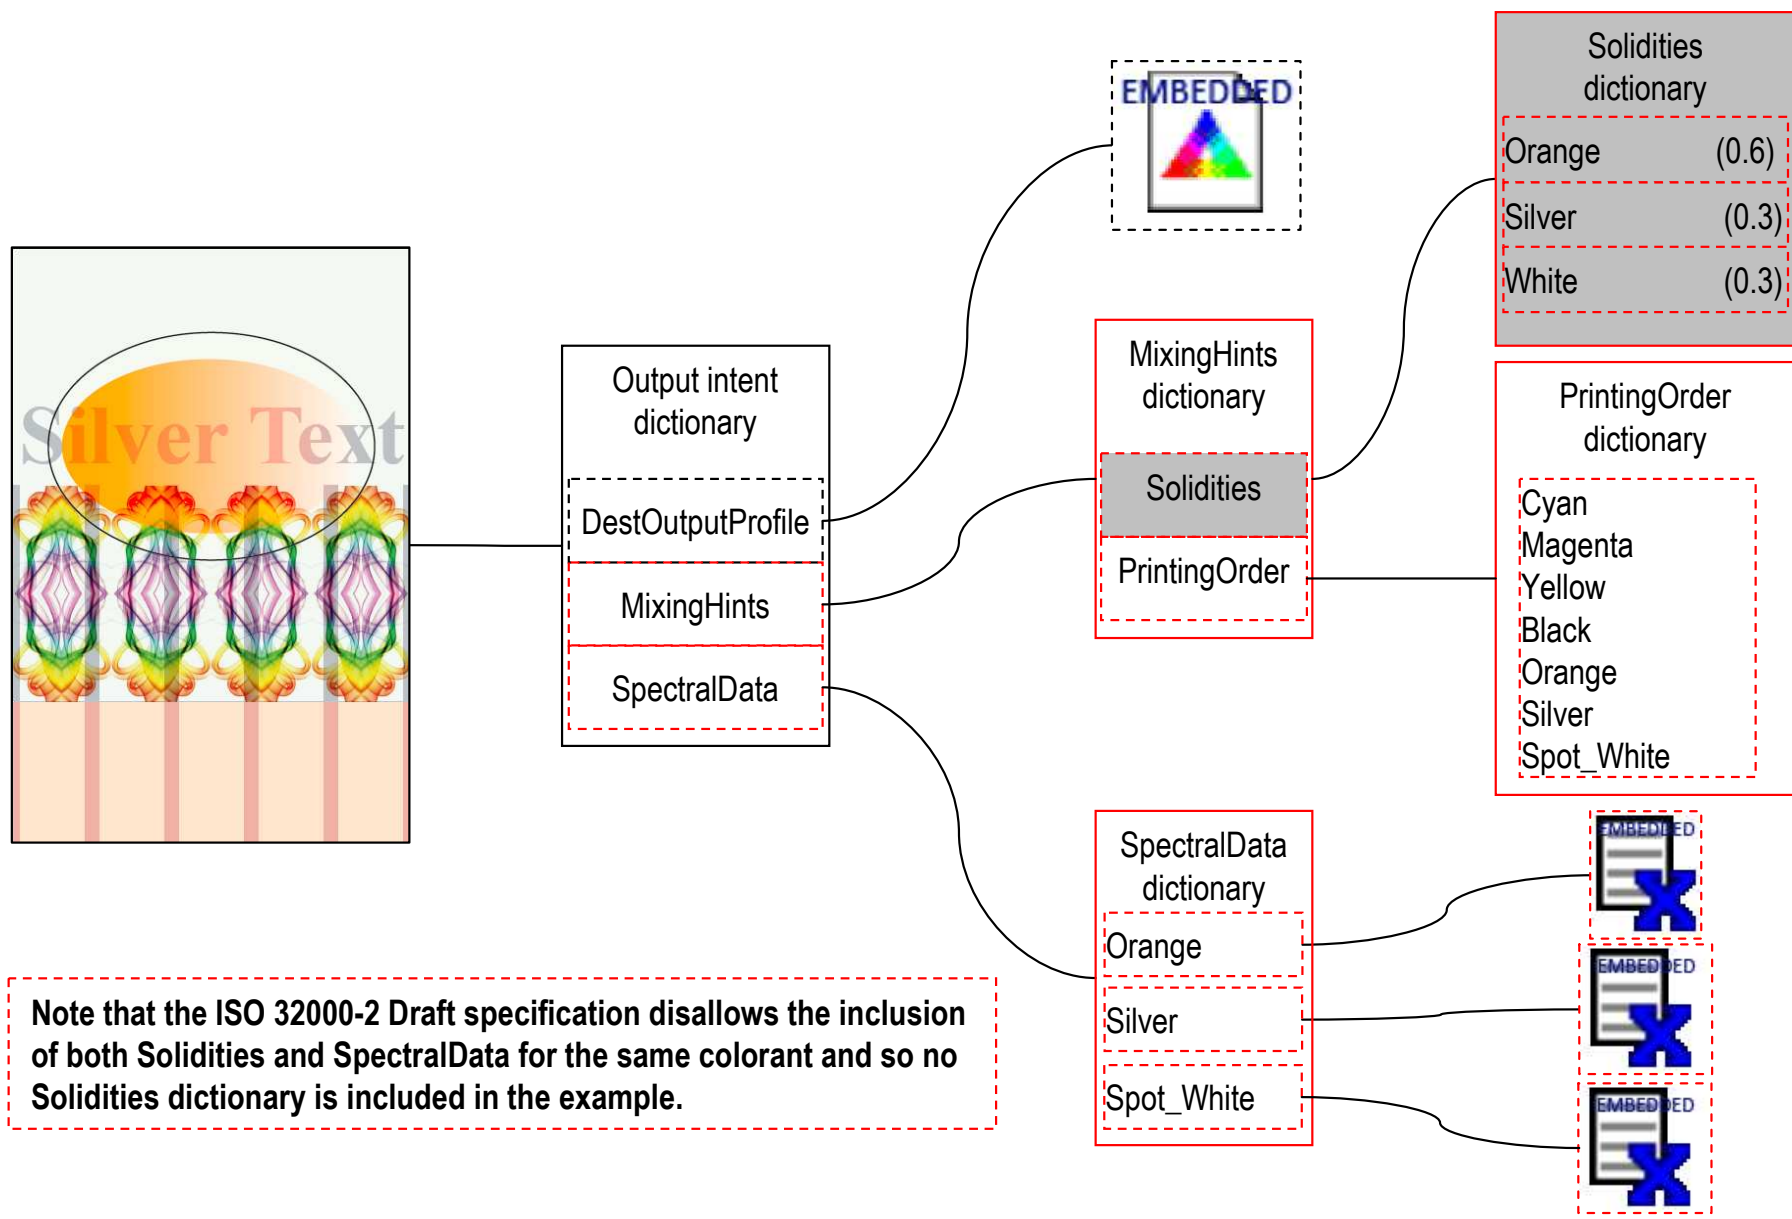 Silver Text
Output intent
dictionary
DestOutputProfile
MixingHints
SpectralData
EMBEDDED
MixingHints
dictionary
Solidities
PrintingOrder
Solidities
dictionary
Orange (0.6)
Silver (0.3)
White (0.3)
PrintingOrder
dictionary
Cyan
Magenta
Yellow
Black
Orange
Silver
Spot_White
SpectralData
dictionary
Orange
Silver
Spot_White
EMBEDDED
EMBEDDED
EMBEDDED
Note that the ISO 32000-2 Draft specification disallows the inclusion
of both Solidities and SpectralData for the same colorant and so no
Solidities dictionary is included in the example.